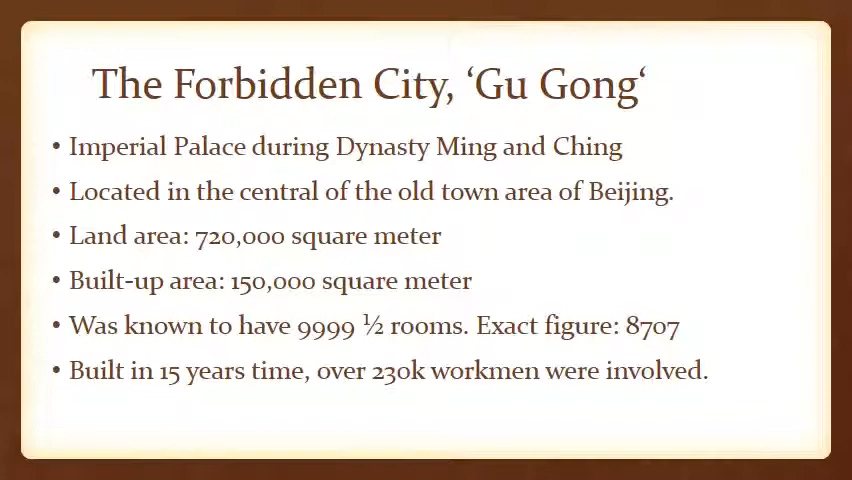 The Forbidden City, ‘Gu Gong‘
• Imperial Palace during Dynasty Ming and Ching
• Located in the central of the old town area of Beijing.
• Land area: 720,000 square meter
• Built-up area: 150,000 square meter
• Was known to have 9999 ½ rooms. Exact figure: 8707
• Built in 15 years time, over 230k workmen were involved.